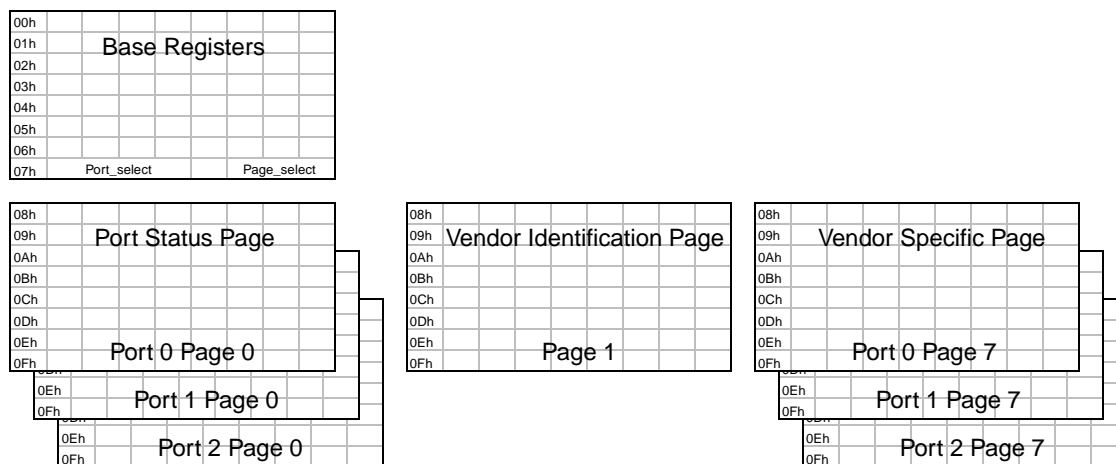 00h
01h
Base Registers
02h
03h
04h
05h
06h
07h Port_select Page_select
08h 08h 08h
09h Port Status Page 09h Vendor Identification Page 09h Vendor Specific Page
0Ah 0Ah 0Ah
0Bh 0Bh 0Bh
0Ch 0Ch 0Ch
0Dh 0Dh 0Dh
0Eh 0Eh 0Eh
Port 0 Page 0 Page 1 Port 0 Page 7
0Fh 0Fh 0Fh
0Eh 0Eh
Port 1 Page 0 Port 1 Page 7
0Fh 0Fh
0Eh 0Eh
Port 2 Page 0 Port 2 Page 7
0Fh 0Fh